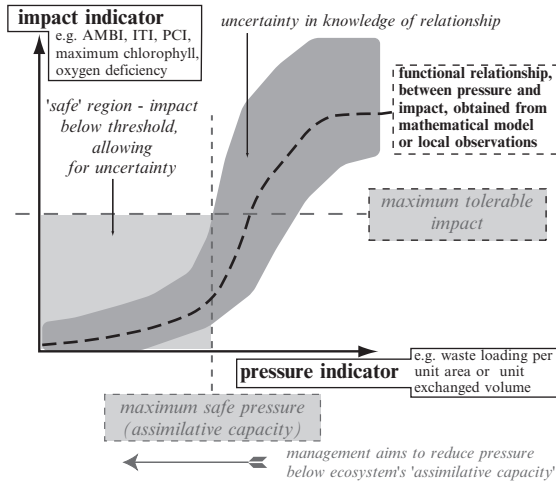 impact indicator
e.g. AMBI, ITI, PCI,
maximum chlorophyll,
oxygen deficiency
uncertainty in knowledge of relationship
'safe' region - impact
below threshold,
allowing
for uncertainty
functional relationship,
between pressure and
impact, obtained from
mathematical model
or local observations
maximum tolerable
impact
pressure indicator
e.g. waste loading per
unit area or unit
exchanged volume
maximum safe pressure
(assimilative capacity)
management aims to reduce pressure
below ecosystem's 'assimilative capacity'